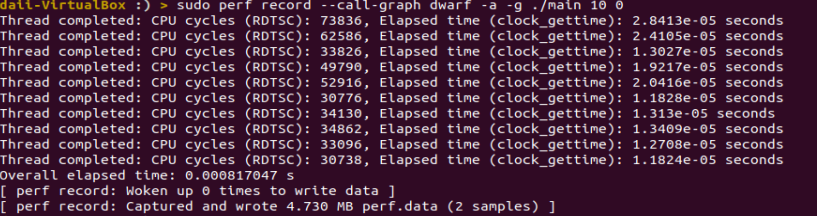 daii-VirtualBox :) > sudo perf record --call-graph dwarf -a -g ./main 10 0
Thread completed: CPU cycles (RDTSC): 73836, Elapsed time (clock_gettime): 2.8413e-05 seconds
Thread completed: CPU cycles (RDTSC): 62586, Elapsed time (clock_gettime): 2.4105e-05 seconds
Thread completed: CPU cycles (RDTSC): 33826, Elapsed time (clock_gettime): 1.3027e-05 seconds
Thread completed: CPU cycles (RDTSC): 49790, Elapsed time (clock_gettime): 1.9217e-05 seconds
Thread completed: CPU cycles (RDTSC): 52916, Elapsed time (clock_gettime): 2.0416e-05 seconds
Thread completed: CPU cycles (RDTSC): 30776, Elapsed time (clock_gettime): 1.1828e-05 seconds
Thread completed: CPU cycles (RDTSC): 34130, Elapsed time (clock_gettime): 1.313e-05 seconds
Thread completed: CPU cycles (RDTSC): 34862, Elapsed time (clock_gettime): 1.3409e-05 seconds
Thread completed: CPU cycles (RDTSC): 33096, Elapsed time (clock_gettime): 1.2708e-05 seconds
Thread completed: CPU cycles (RDTSC): 30738, Elapsed time (clock_gettime): 1.1824e-05 seconds
Overall elapsed time: 0.000817047 s
[ perf record: Woken up 0 times to write data ]
[ perf record: Captured and wrote 4.730 MB perf.data (2 samples) ]